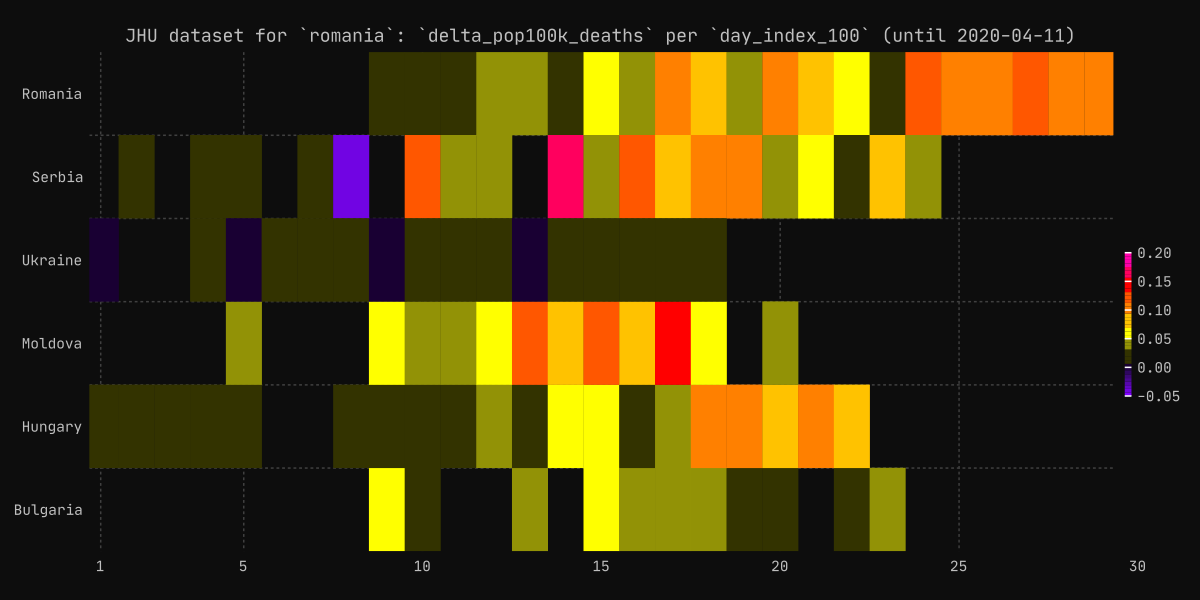 JHU dataset for `romania`: `delta_pop100k_deaths` per `day_index_100` (until 2020-04-11)
Romania
Serbia
Ukraine
Moldova
Hungary
Bulgaria
0.20
0.15
0.10
0.05
0.00
-0.05
1 5 10 15 20 25 30